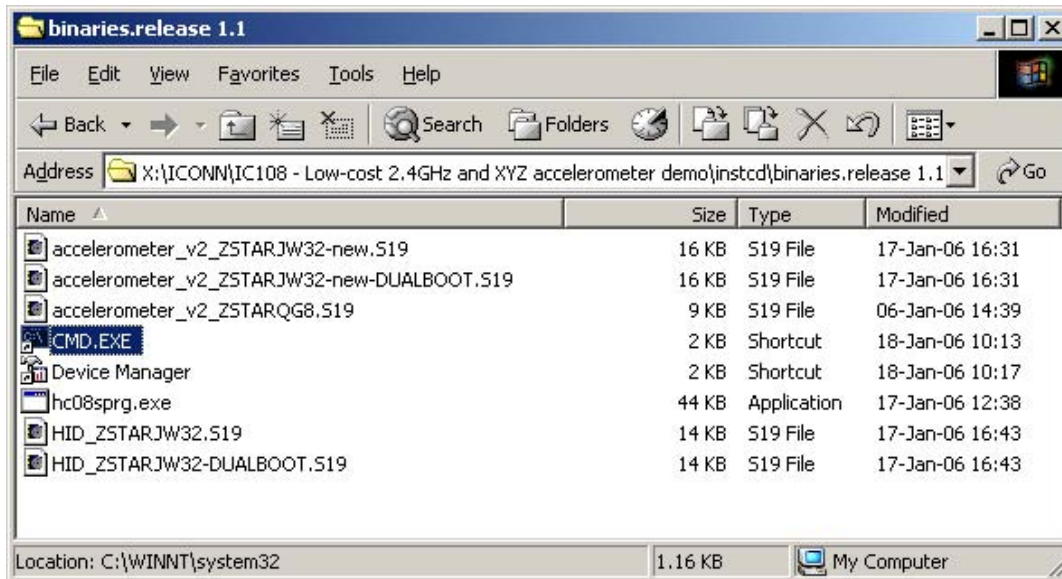 binaries.release 1.1
File Edit View Favorites Tools Help
Back Search Folders
Address X:\ICONN\IC108 - Low-cost 2.4GHz and XYZ accelerometer demo\instcd\binaries.release 1.1 Go
Name Size Type Modified
accelerometer_v2_ZSTARJW32-new.S19 16 KB S19 File 17-Jan-06 16:31
accelerometer_v2_ZSTARJW32-new-DUALBOOT.S19 16 KB S19 File 17-Jan-06 16:31
accelerometer_v2_ZSTARQG8.S19 9 KB S19 File 06-Jan-06 14:39
CMD.EXE 2 KB Shortcut 18-Jan-06 10:13
Device Manager 2 KB Shortcut 18-Jan-06 10:17
hc08sprg.exe 44 KB Application 17-Jan-06 12:38
HID_ZSTARJW32.S19 14 KB S19 File 17-Jan-06 16:43
HID_ZSTARJW32-DUALBOOT.S19 14 KB S19 File 17-Jan-06 16:43
Location: C:\WINNT\system32 1.16 KB My Computer